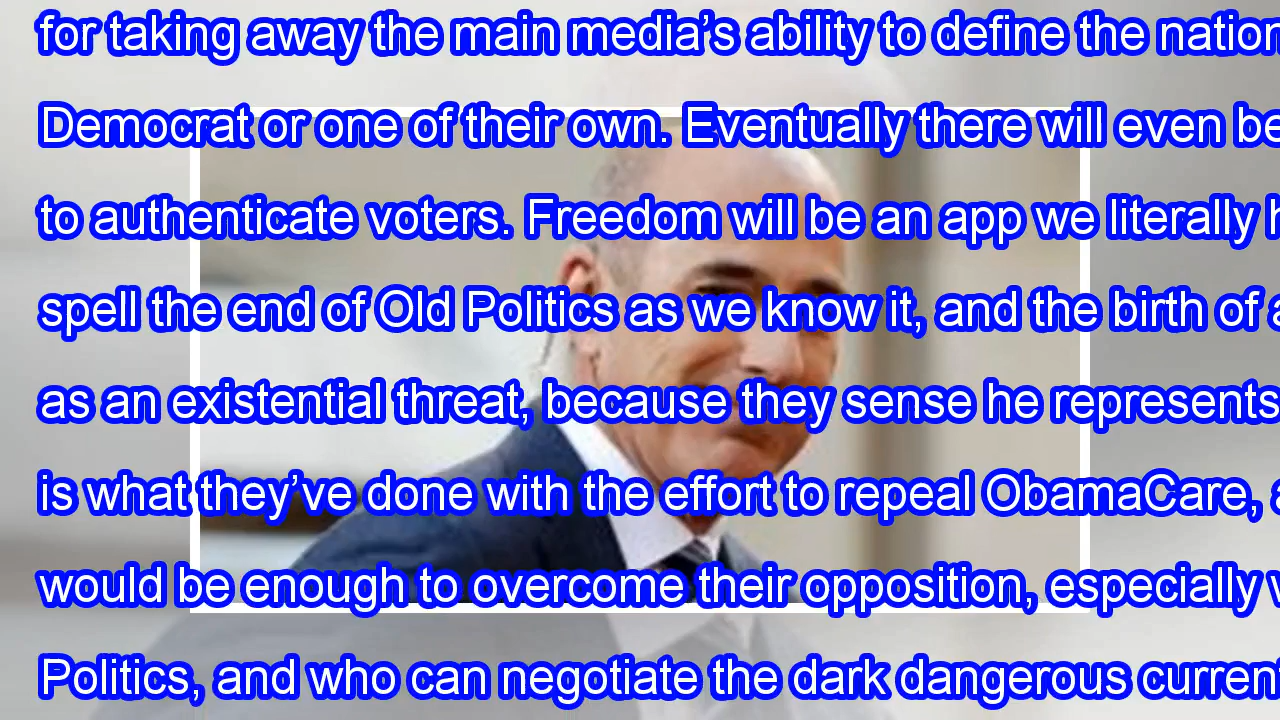 for taking away the main media’s ability to define the nation
Democrat or one of their own. Eventually there will even be
to authenticate voters. Freedom will be an app we literally
spell the end of Old Politics as we know it, and the birth of
as an existential threat, because they sense he represents
is what they’ve done with the effort to repeal ObamaCare,
would be enough to overcome their opposition, especially
Politics, and who can negotiate the dark dangerous